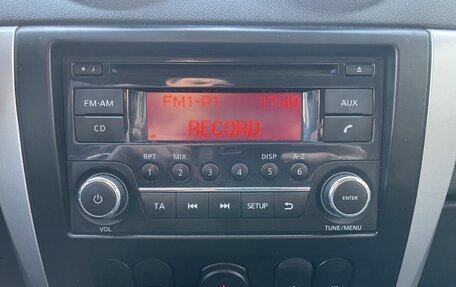 FM1-P1 17:40
RECORD
FM·AM
CD
AUX
RPT MIX DISP A-Z
1 2 3 4 5 6
TA SETUP
ENTER
VOL TUNE/MENU